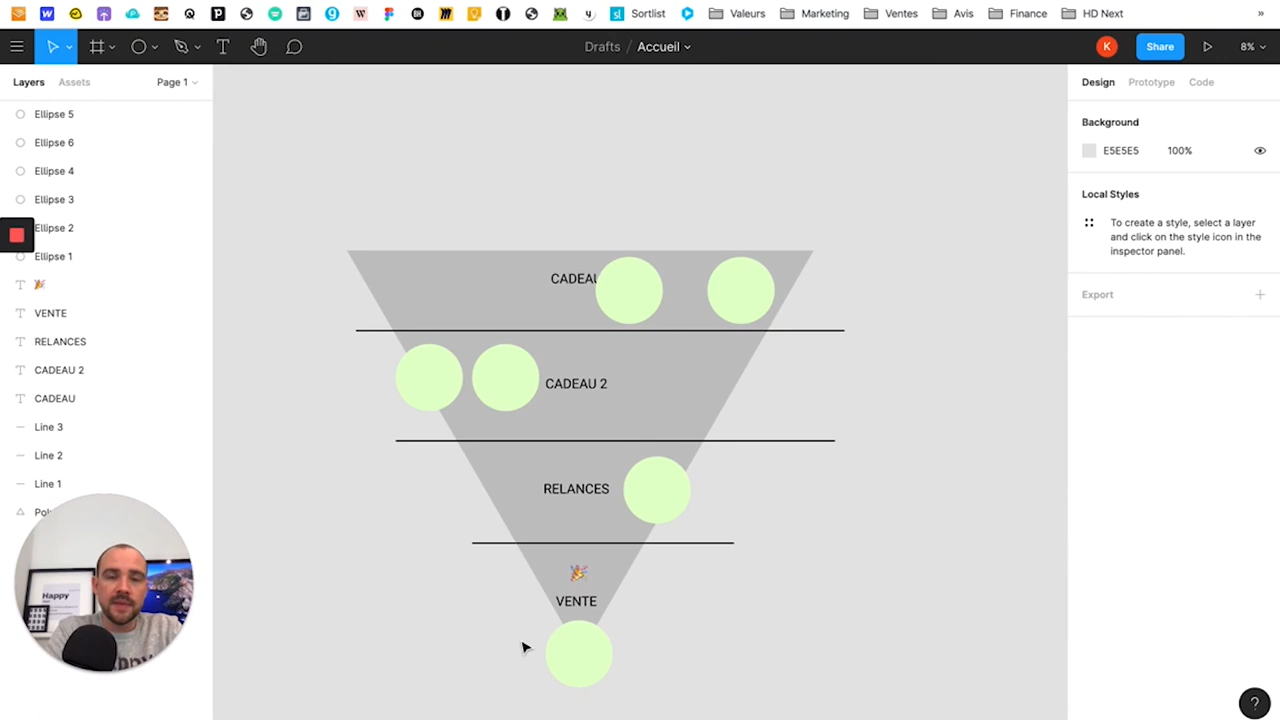 Sortlist Valeurs Marketing Ventes Avis Finance HD Next »
Drafts / Accueil
K Share 8%
Layers Assets Page 1
Design Prototype Code
Ellipse 5
Ellipse 6
Ellipse 4
Ellipse 3
Ellipse 2
Ellipse 1
VENTE
RELANCES
CADEAU 2
CADEAU
Line 3
Line 2
Line 1
CADEAU
CADEAU 2
RELANCES
VENTE
Background
E5E5E5 100%
Local Styles
To create a style, select a layer
and click on the style icon in the
inspector panel.
Export
Happy
?